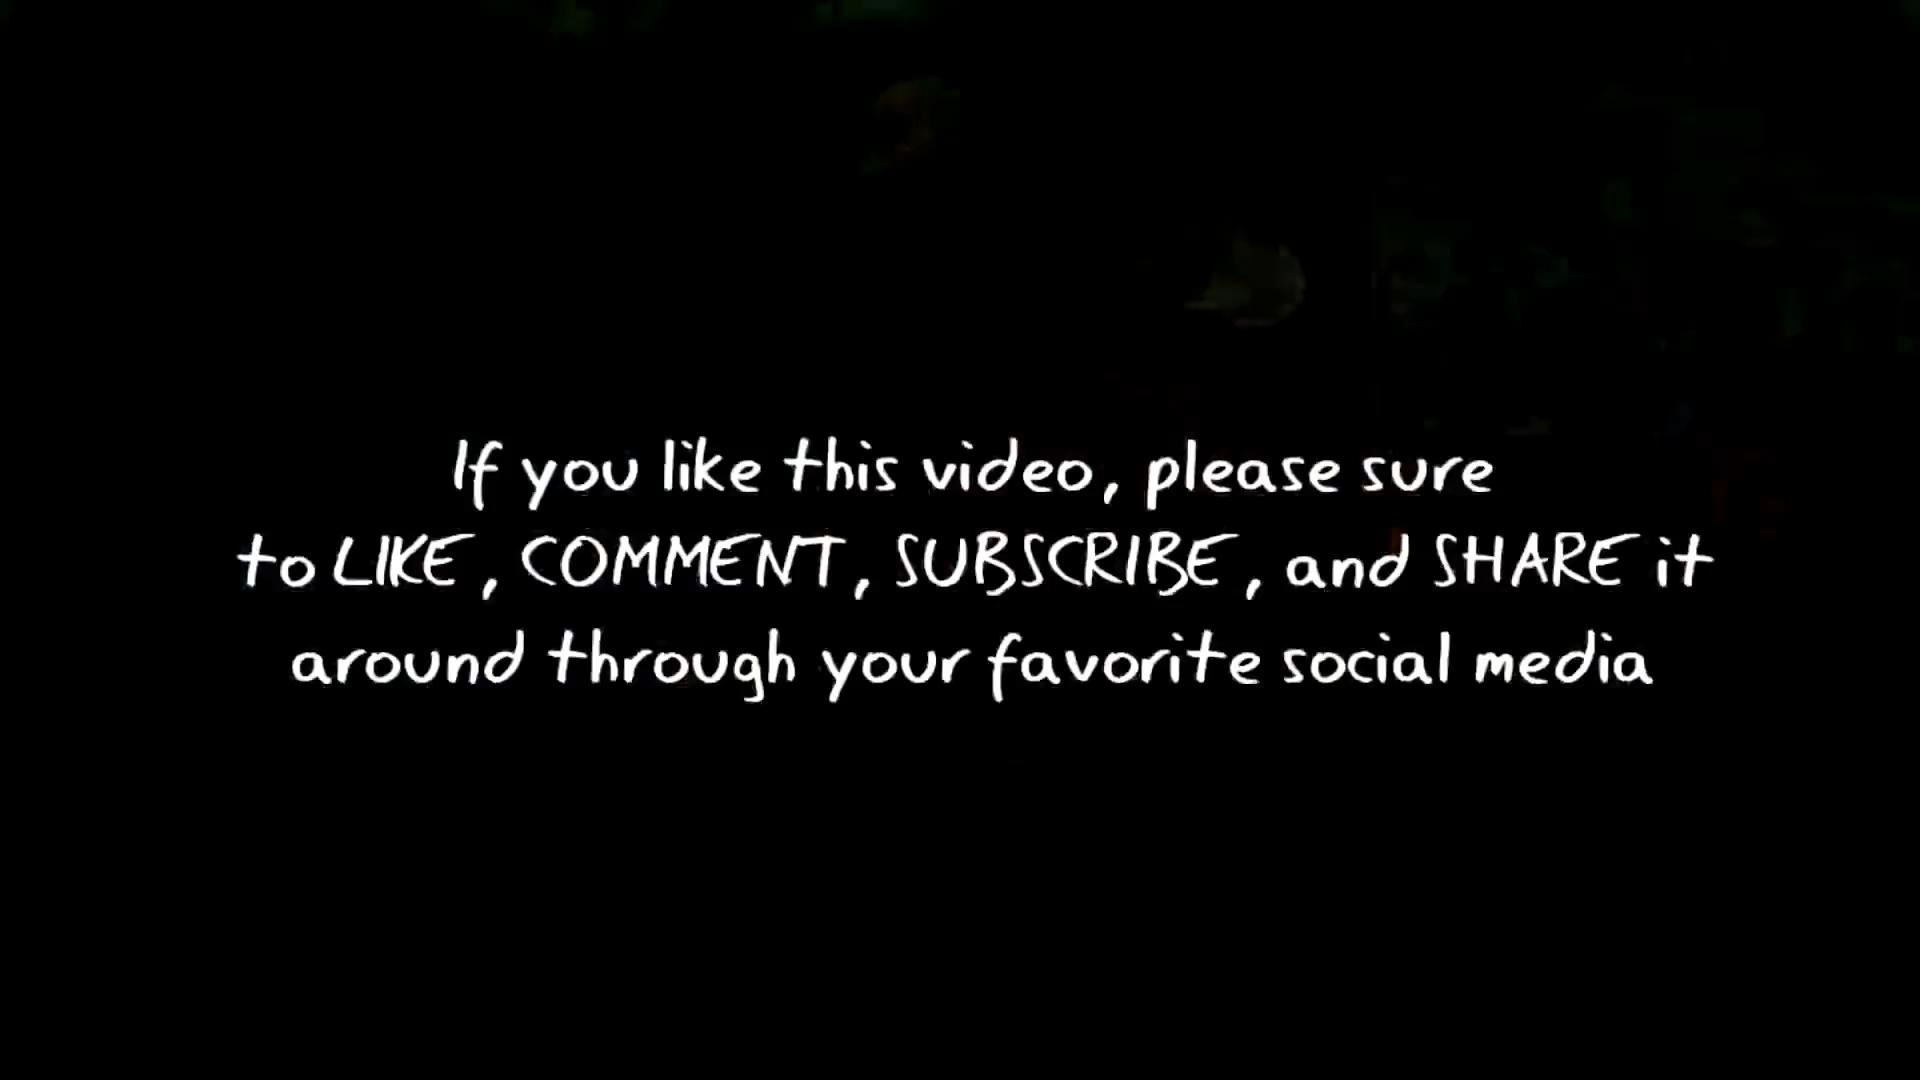 If you like this video, please sure
to LIKE, COMMENT, SUBSCRIBE, and SHARE it
around through your favorite social media